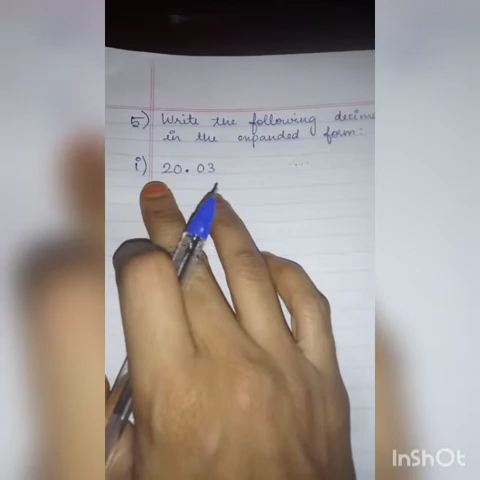 5) Write the following decim
in the expanded form:
i) 20.03
InShOt